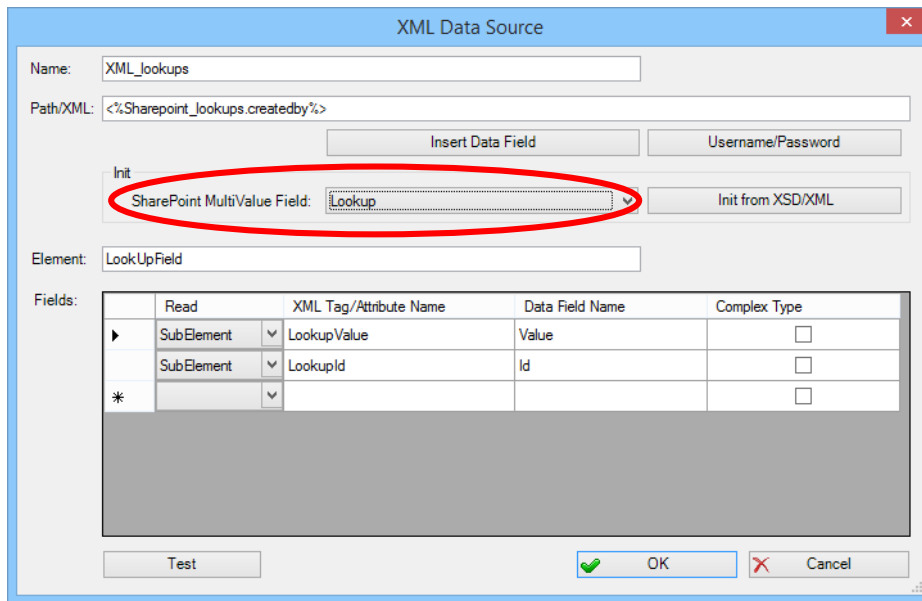 XML Data Source
Name: XML_lookups
Path/XML: <%Sharepoint_lookups.createdby%>
Insert Data Field Username/Password
Init
SharePoint MultiValue Field: Lookup Init from XSD/XML
Element: LookUpField
Fields:
Read XML Tag/Attribute Name Data Field Name Complex Type
SubElement LookupValue Value
SubElement LookupId Id
Test OK Cancel